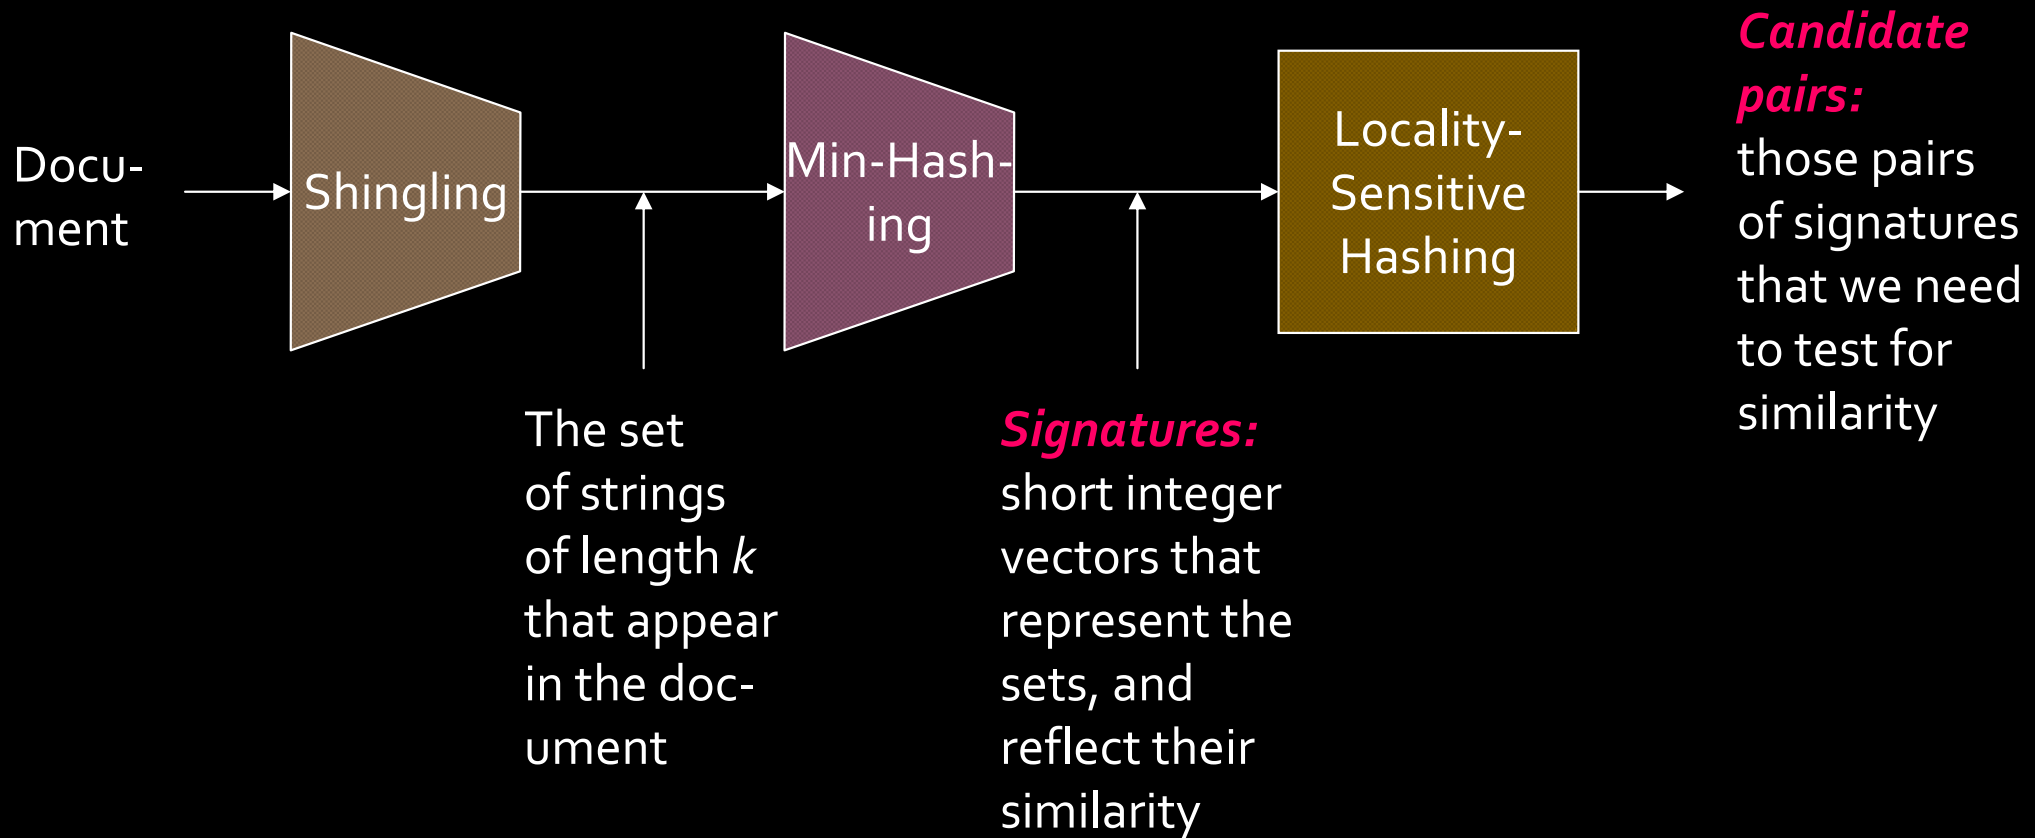 Docu-
ment
Shingling
The set
of strings
of length k
that appear
in the doc-
ument
Min-Hash-
ing
Signatures:
short integer
vectors that
represent the
sets, and
reflect their
similarity
Locality-
Sensitive
Hashing
Candidate
pairs:
those pairs
of signatures
that we need
to test for
similarity